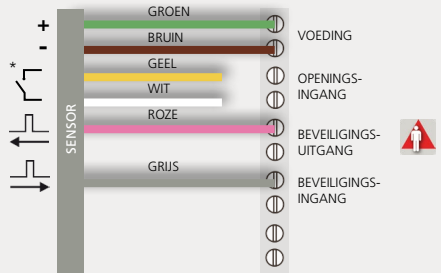 GROEN
+
BRUIN
-
VOEDING
GEEL
*
WIT
OPENINGS-
INGANG
ROZE
SENSOR
BEVEILIGINGS-
UITGANG
GRIJS
BEVEILIGINGS-
INGANG